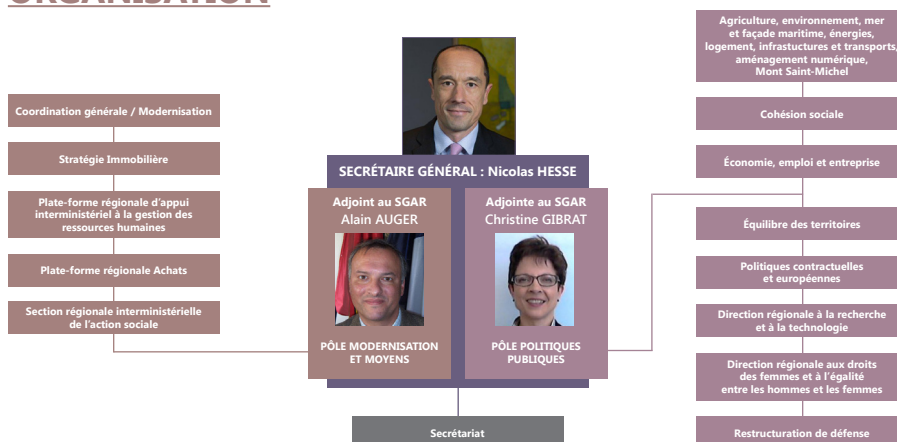 ORGANISATION
Agriculture, environnement, mer
et façade maritime, énergies,
logement, infrastuctures et transports,
aménagement numérique,
Mont Saint-Michel
Coordination générale / Modernisation
Cohésion sociale
Stratégie Immobilière
Économie, emploi et entreprise
SECRÉTAIRE GÉNÉRAL : Nicolas HESSE
Plate-forme régionale d'appui
interministériel à la gestion des
ressources humaines
Adjoint au SGAR
Alain AUGER
Adjointe au SGAR
Christine GIBRAT
Équilibre des territoires
Plate-forme régionale Achats
Politiques contractuelles
et européennes
Section régionale interministérielle
de l'action sociale
Direction régionale à la recherche
et à la technologie
PÔLE MODERNISATION
ET MOYENS
PÔLE POLITIQUES
PUBLIQUES
Direction régionale aux droits
des femmes et à l'égalité
entre les hommes et les femmes
Secrétariat
Restructuration de défense